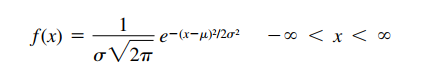 f(x) = 1/(σ√2π) e^−(x−μ)²/2σ² −∞ < x < ∞